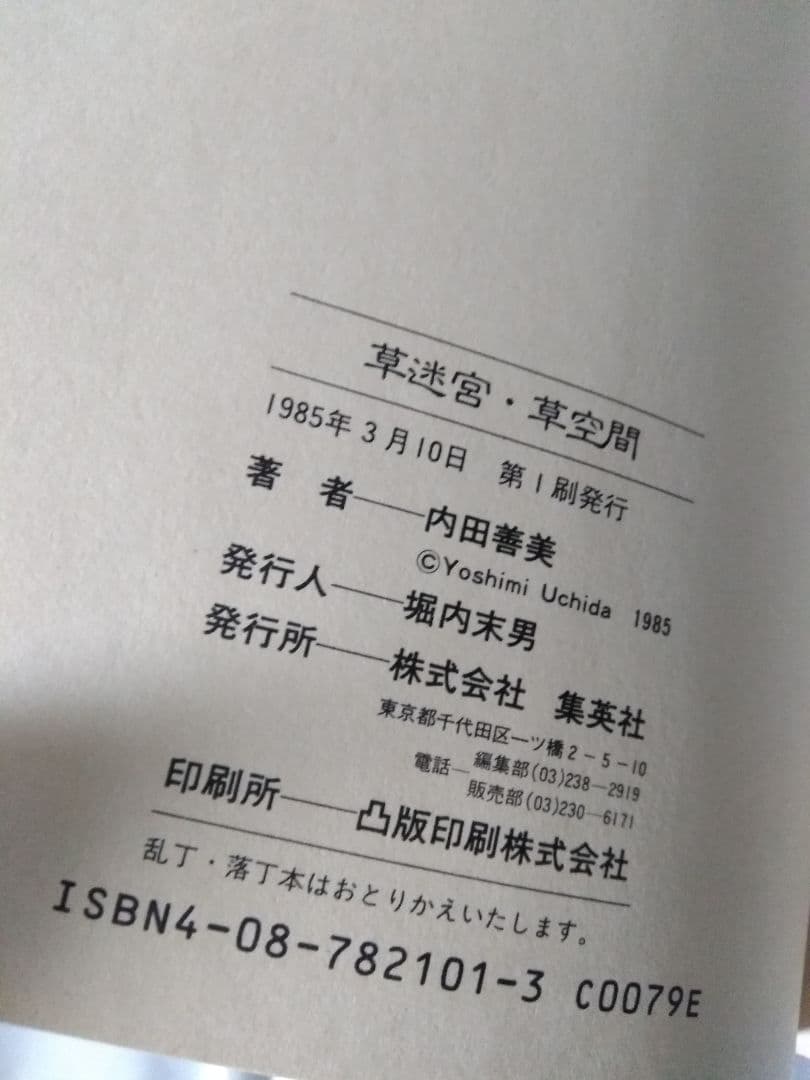 草迷宮・草空間
1985年3月10日 第1刷発行
著者——内田善美
©Yoshimi Uchida 1985
発行人——堀内末男
発行所——株式会社 集英社
東京都千代田区一ツ橋2-5-10
電話—編集部(03)238—2919
販売部(03)230—6171
印刷所——凸版印刷株式会社
乱丁・落丁本はおとりかえいたします。
ISBN4-08-782101-3 C0079E